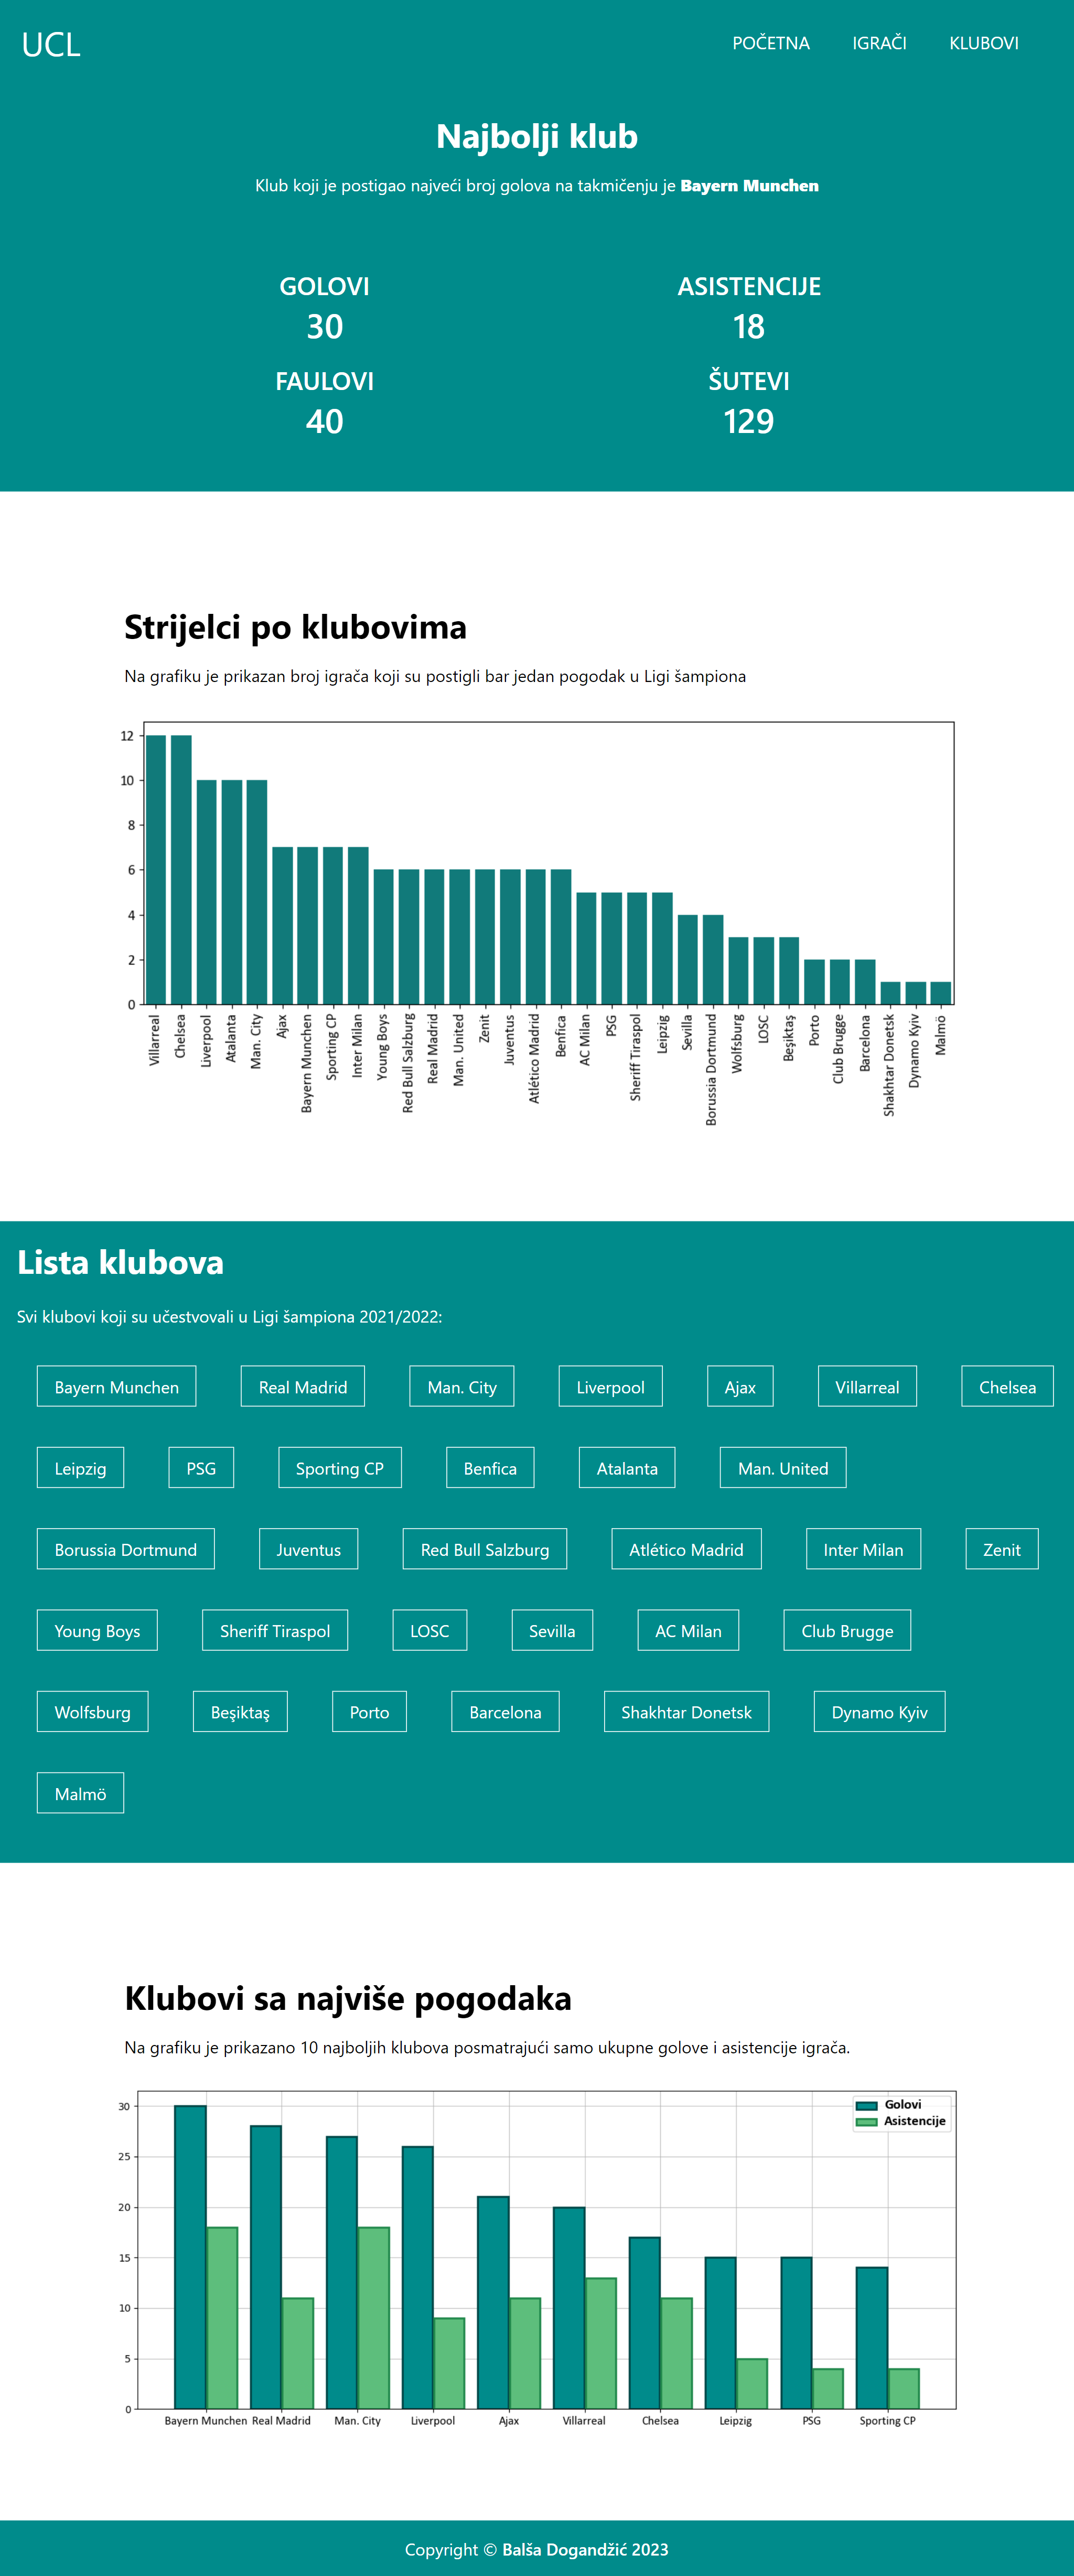 UCL
POČETNA IGRAČI KLUBOVI
Najbolji klub
Klub koji je postigao najveći broj golova na takmičenju je Bayern Munchen
GOLOVI ASISTENCIJE
30 18
FAULOVI ŠUTEVI
40 129
Strijelci po klubovima
Na grafiku je prikazan broj igrača koji su postigli bar jedan pogodak u Ligi šampiona
12
10
8
6
4
2
0
Villarreal
Chelsea
Liverpool
Atalanta
Man. City
Ajax
Bayern Munchen
Sporting CP
Inter Milan
Young Boys
Red Bull Salzburg
Real Madrid
Man. United
Zenit
Juventus
Atlético Madrid
Benfica
AC Milan
PSG
Sheriff Tiraspol
Leipzig
Sevilla
Borussia Dortmund
Wolfsburg
LOSC
Beşiktaş
Porto
Club Brugge
Barcelona
Shakhtar Donetsk
Dynamo Kyiv
Malmö
Lista klubova
Svi klubovi koji su učestvovali u Ligi šampiona 2021/2022:
Bayern Munchen Real Madrid Man. City Liverpool Ajax Villarreal Chelsea
Leipzig PSG Sporting CP Benfica Atalanta Man. United
Borussia Dortmund Juventus Red Bull Salzburg Atlético Madrid Inter Milan Zenit
Young Boys Sheriff Tiraspol LOSC Sevilla AC Milan Club Brugge
Wolfsburg Beşiktaş Porto Barcelona Shakhtar Donetsk Dynamo Kyiv
Malmö
Klubovi sa najviše pogodaka
Na grafiku je prikazano 10 najboljih klubova posmatrajući samo ukupne golove i asistencije igrača.
Golovi
Asistencije
30
25
20
15
10
5
0
Bayern Munchen Real Madrid Man. City Liverpool Ajax Villarreal Chelsea Leipzig PSG Sporting CP
Copyright © Balša Dogandžić 2023